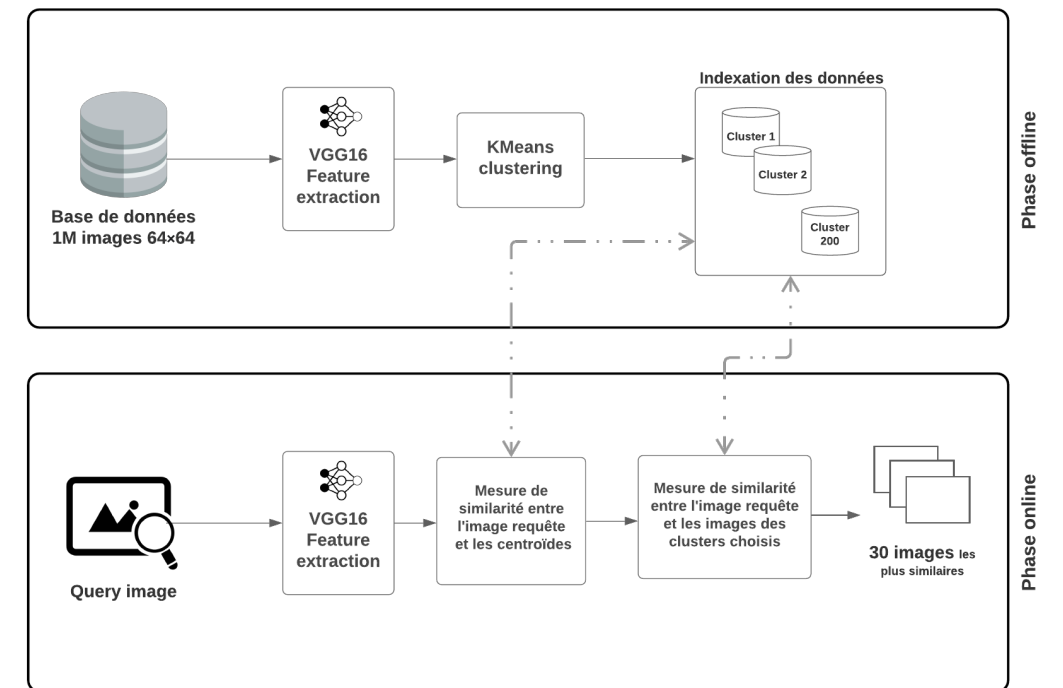 Indexation des données
Cluster 1
Cluster 2
Cluster
200
VGG16
Feature
extraction
KMeans
clustering
Base de données
1M images 64×64
Phase offline
VGG16
Feature
extraction
Mesure de
similarité entre
l'image requête
et les centroïdes
Mesure de similarité
entre l'image requête
et les images des
clusters choisis
30 images les
plus similaires
Query image
Phase online